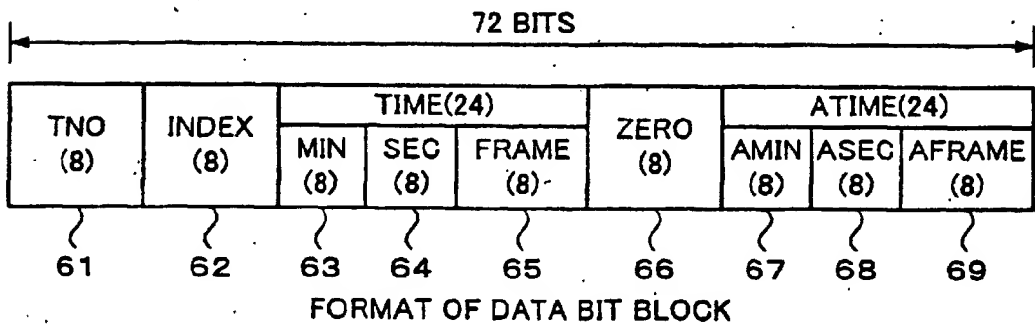 72 BITS
TNO (8) INDEX (8) TIME(24) ZERO (8) ATIME(24)
MIN (8) SEC (8) FRAME (8) AMIN (8) ASEC (8) AFRAME (8)
61 62 63 64 65 66 67 68 69
FORMAT OF DATA BIT BLOCK